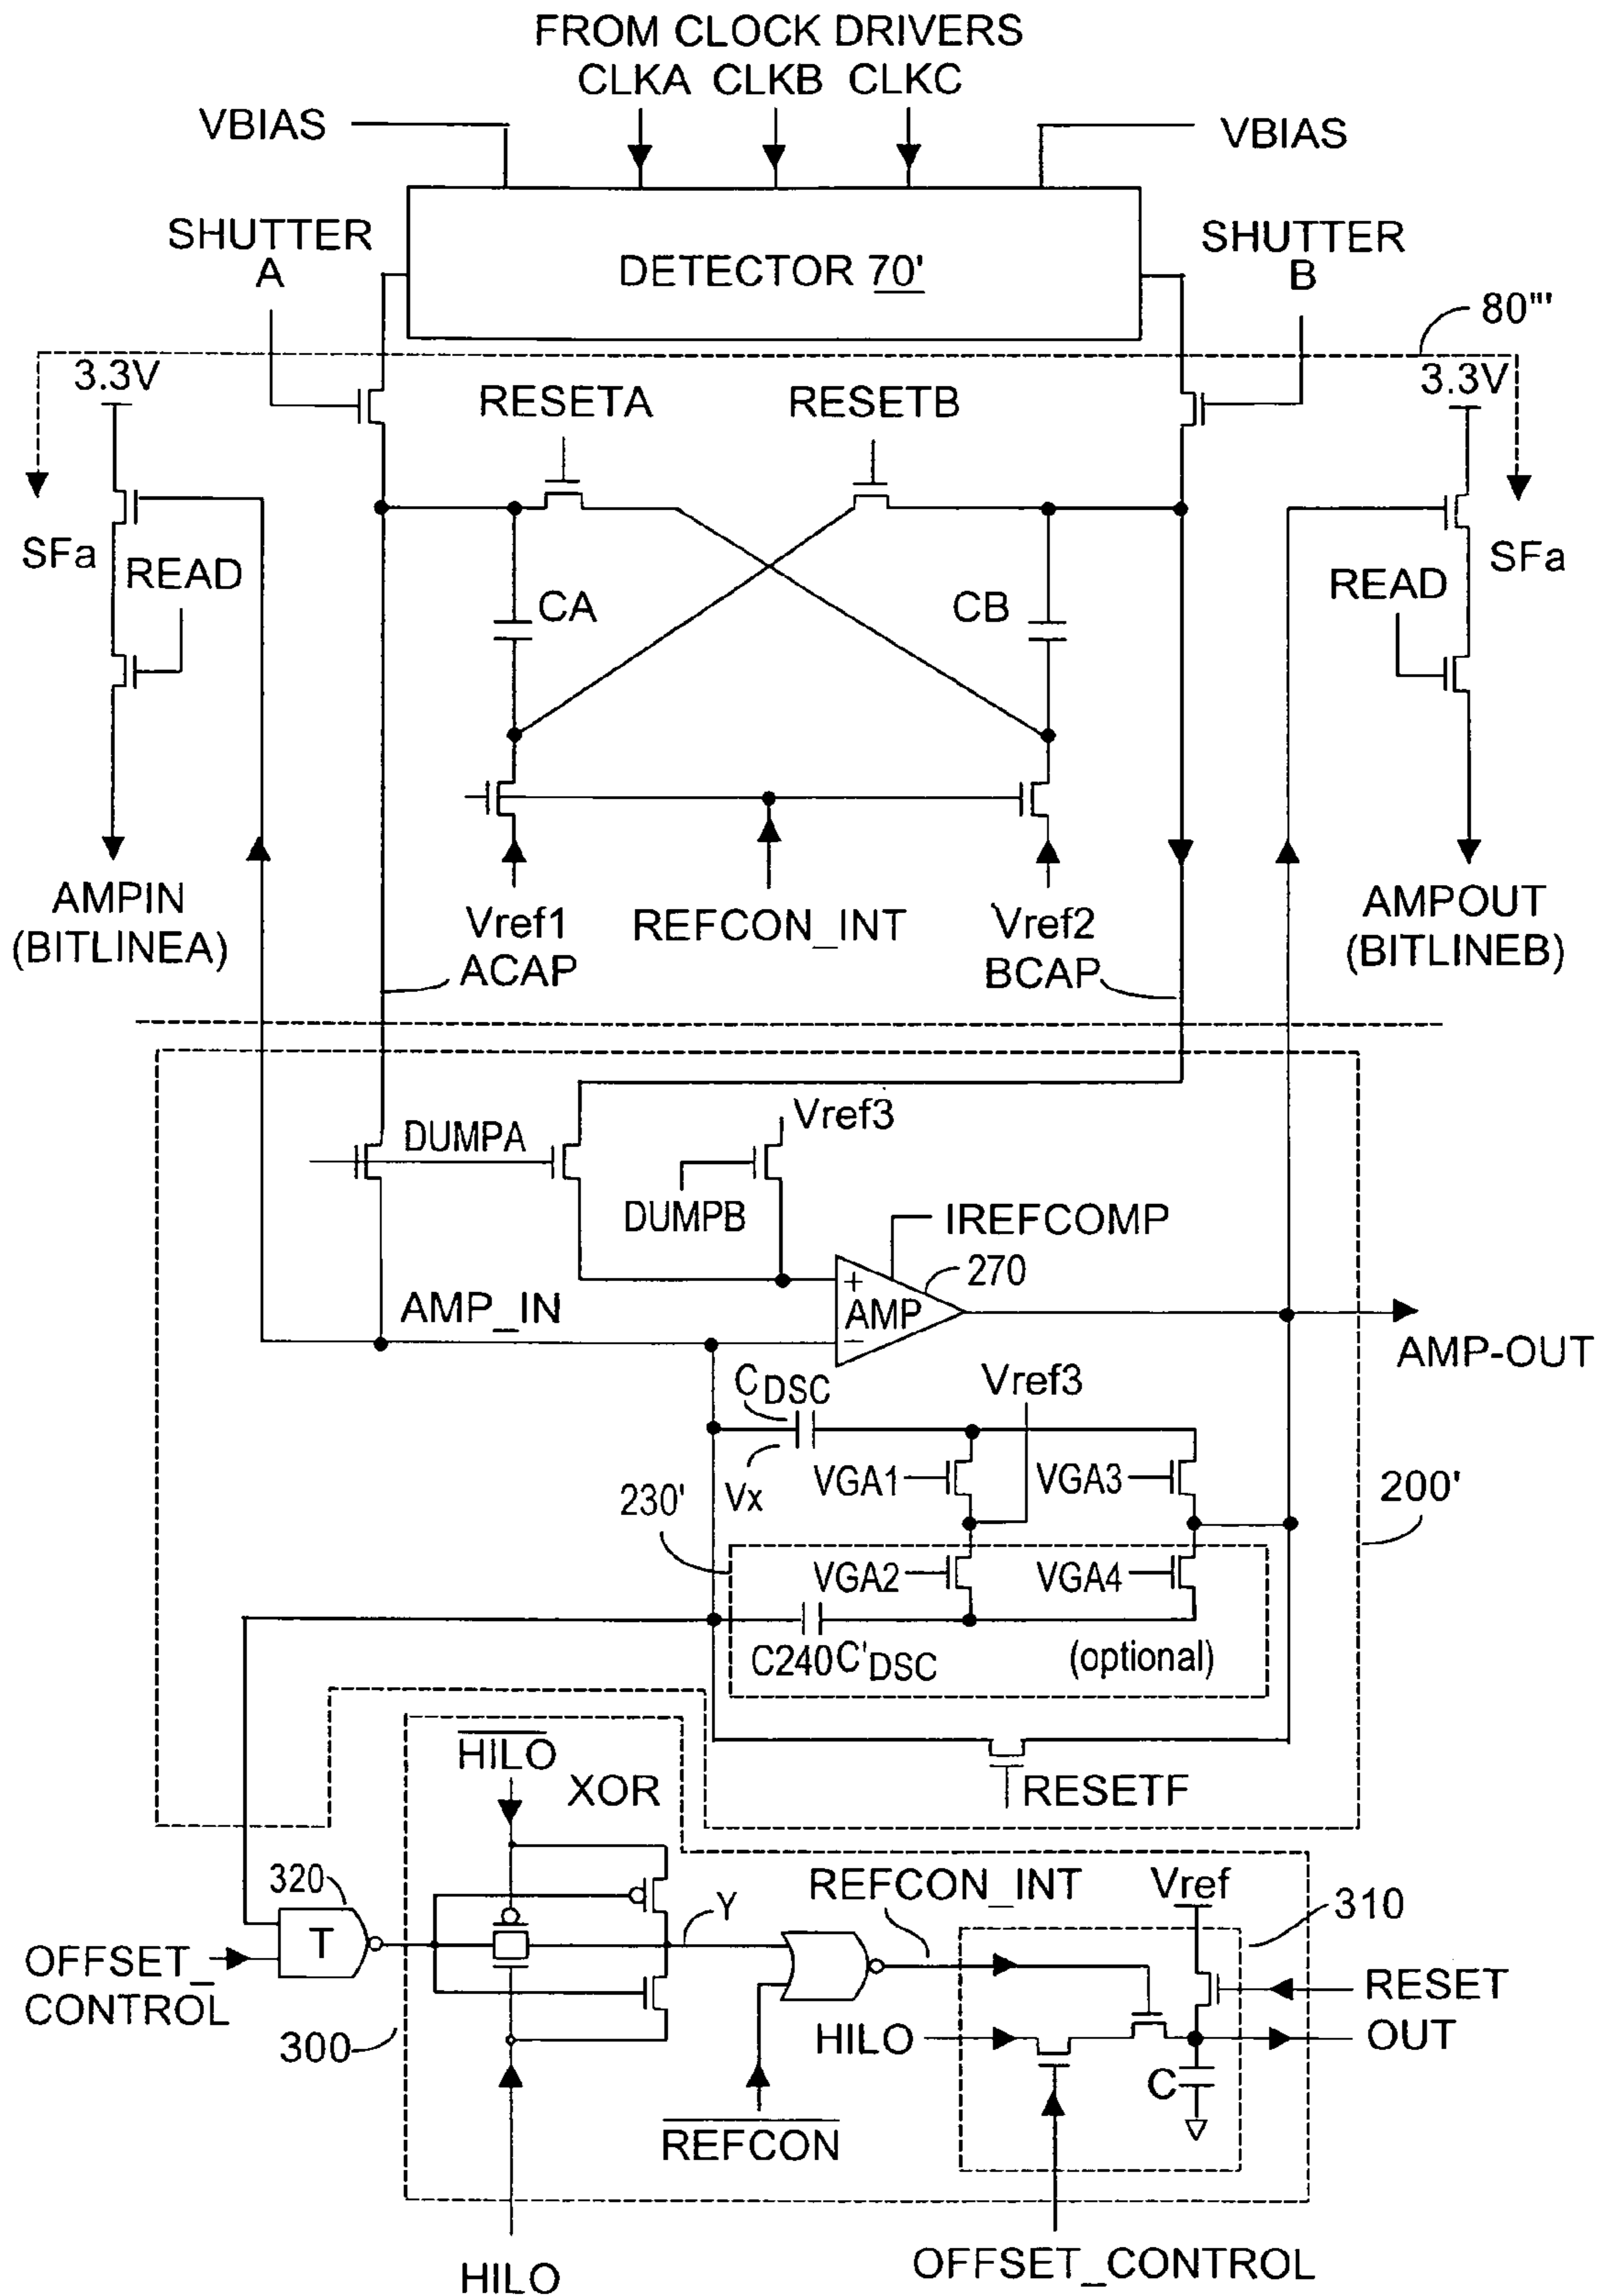 FROM CLOCK DRIVERS
CLKA CLKB CLKC
VBIAS
VBIAS
SHUTTER
A
DETECTOR 70'
SHUTTER
B
80'''
3.3V
3.3V
RESETA
RESETB
SFa
READ
CA
CB
SFa
READ
AMPIN
(BITLINEA)
Vref1
ACAP
REFCON_INT
Vref2
BCAP
AMPOUT
(BITLINEB)
DUMPA
Vref3
DUMPB
IREFCOMP
270
+
AMP
−
AMP_IN
AMP-OUT
CDSC
Vref3
Vx
VGA1
VGA3
230'
200'
VGA2
VGA4
C240 C'DSC
(optional)
HILO
XOR
RESETF
320
T
Y
REFCON_INT
Vref
310
OFFSET_
CONTROL
RESET
300
HILO
OUT
C
REFCON
HILO
OFFSET_CONTROL